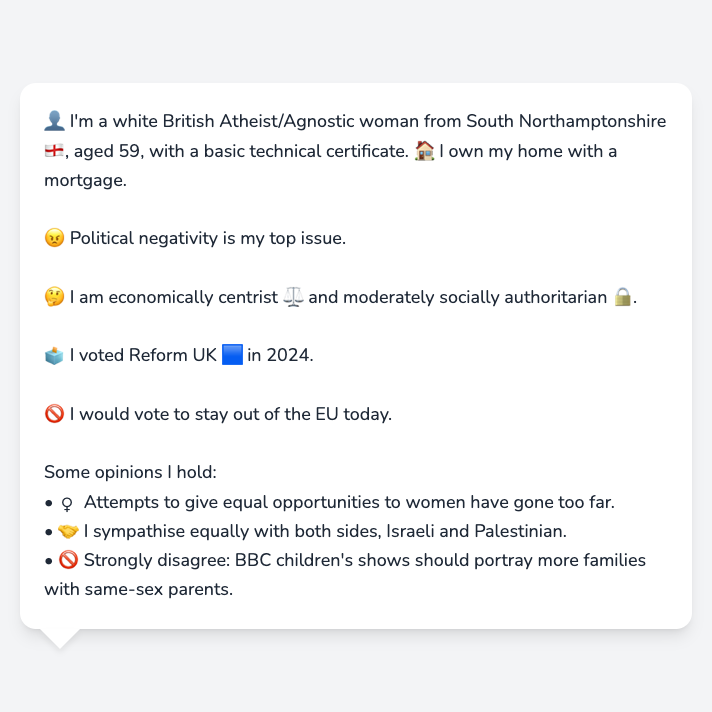 👤 I'm a white British Atheist/Agnostic woman from South Northamptonshire
🏴󠁧󠁢󠁥󠁮󠁧󠁿, aged 59, with a basic technical certificate. 🏠 I own my home with a
mortgage.
😠 Political negativity is my top issue.
🤔 I am economically centrist ⚖️ and moderately socially authoritarian 🔒.
🗳️ I voted Reform UK 🟦 in 2024.
🚫 I would vote to stay out of the EU today.
Some opinions I hold:
• ♀ Attempts to give equal opportunities to women have gone too far.
• 🤝 I sympathise equally with both sides, Israeli and Palestinian.
• 🚫 Strongly disagree: BBC children's shows should portray more families
with same-sex parents.